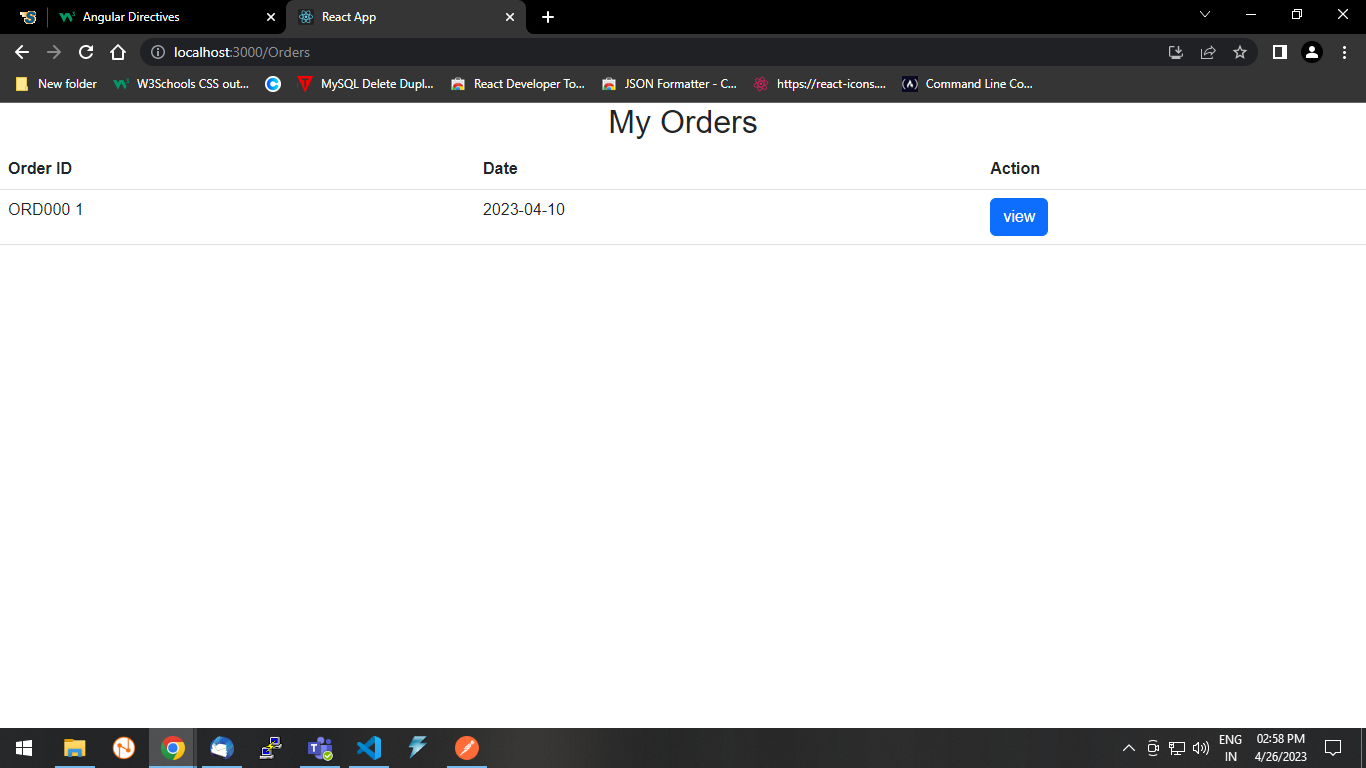 Angular Directives
React App
localhost:3000/Orders
New folder
W3Schools CSS out...
MySQL Delete Dupl...
React Developer To...
JSON Formatter - C...
https://react-icons....
Command Line Co...
My Orders
Order ID Date Action
ORD000 1 2023-04-10 view
ENG 02:58 PM
IN 4/26/2023